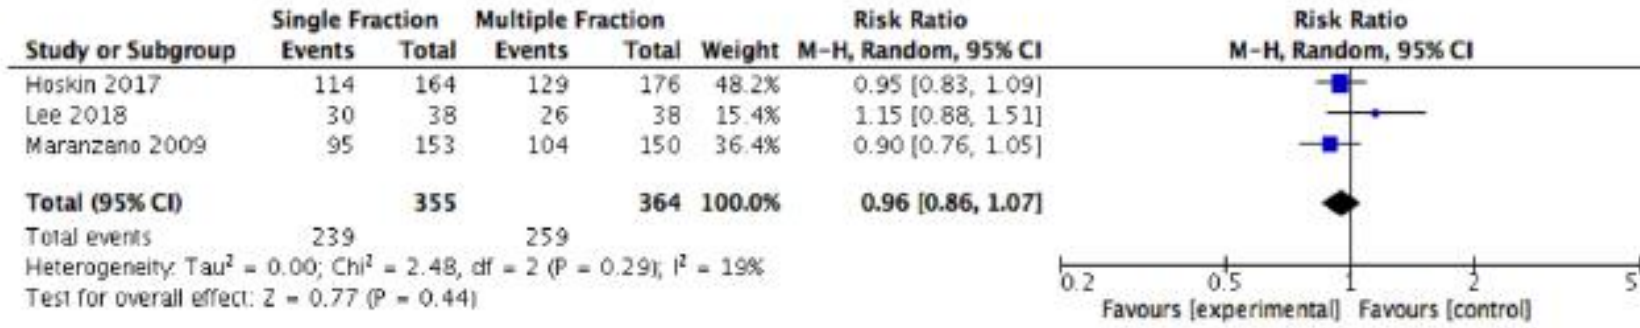 Single Fraction Multiple Fraction Risk Ratio Risk Ratio
Study or Subgroup Events Total Events Total Weight M-H, Random, 95% CI M-H, Random, 95% CI
Hoskin 2017 114 164 129 176 48.2% 0.95 [0.83, 1.09]
Lee 2018 30 38 26 38 15.4% 1.15 [0.88, 1.51]
Maranzano 2009 95 153 104 150 36.4% 0.90 [0.76, 1.05]
Total (95% CI) 355 364 100.0% 0.96 [0.86, 1.07]
Total events 239 259
Heterogeneity: Tau² = 0.00; Chi² = 2.48, df = 2 (P = 0.29); I² = 19%
Test for overall effect: Z = 0.77 (P = 0.44)
0.2 0.5 1 2 5
Favours [experimental] Favours [control]